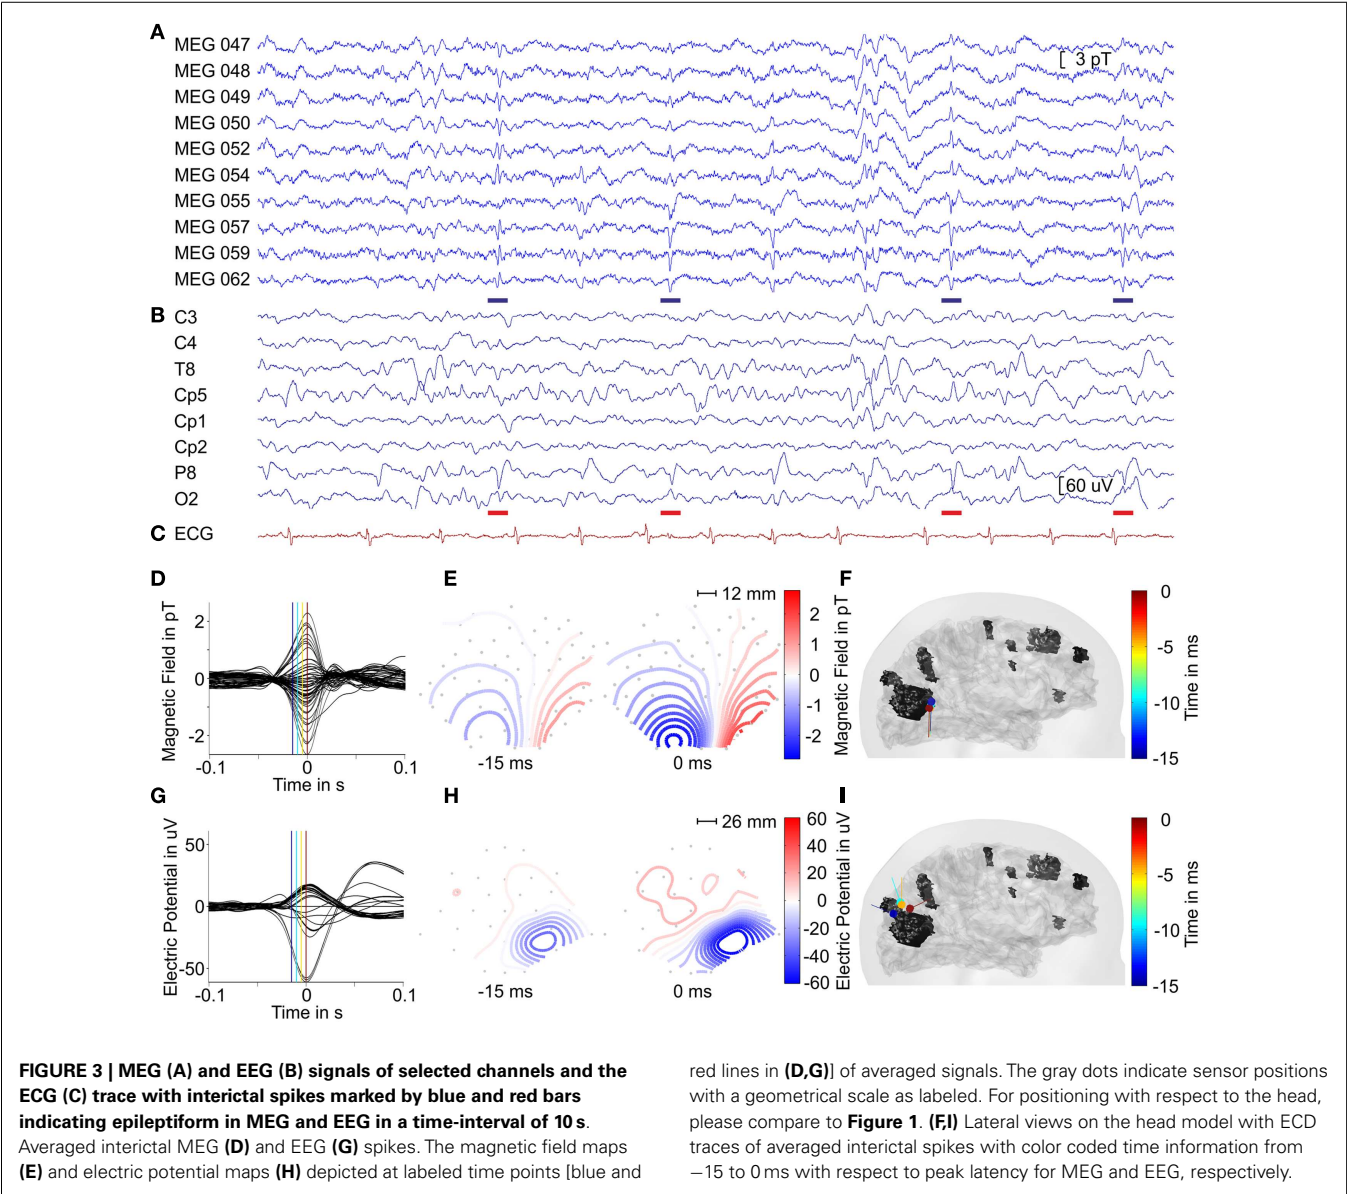 A
MEG 047
3 pT
MEG 048
MEG 049
MEG 050
MEG 052
MEG 054
MEG 055
MEG 057
MEG 059
MEG 062
B
C3
C4
T8
Cp5
Cp1
Cp2
P8
60 uV
O2
C
ECG
D
Magnetic Field in pT
2
0
-2
-0.1
0
0.1
Time in s
E
12 mm
-15 ms
0 ms
2
1
0
-1
-2
Magnetic Field in pT
F
0
-5
-10
-15
Time in ms
G
Electric Potential in uV
50
0
-50
-0.1
0
0.1
Time in s
H
26 mm
-15 ms
0 ms
60
40
20
0
-20
-40
-60
Electric Potential in uV
I
0
-5
-10
-15
Time in ms
FIGURE 3 | MEG (A) and EEG (B) signals of selected channels and the
ECG (C) trace with interictal spikes marked by blue and red bars
indicating epileptiform in MEG and EEG in a time-interval of 10 s.
Averaged interictal MEG (D) and EEG (G) spikes. The magnetic field maps
(E) and electric potential maps (H) depicted at labeled time points [blue and
red lines in (D,G)] of averaged signals. The gray dots indicate sensor positions
with a geometrical scale as labeled. For positioning with respect to the head,
please compare to Figure 1. (F,I) Lateral views on the head model with ECD
traces of averaged interictal spikes with color coded time information from
−15 to 0 ms with respect to peak latency for MEG and EEG, respectively.